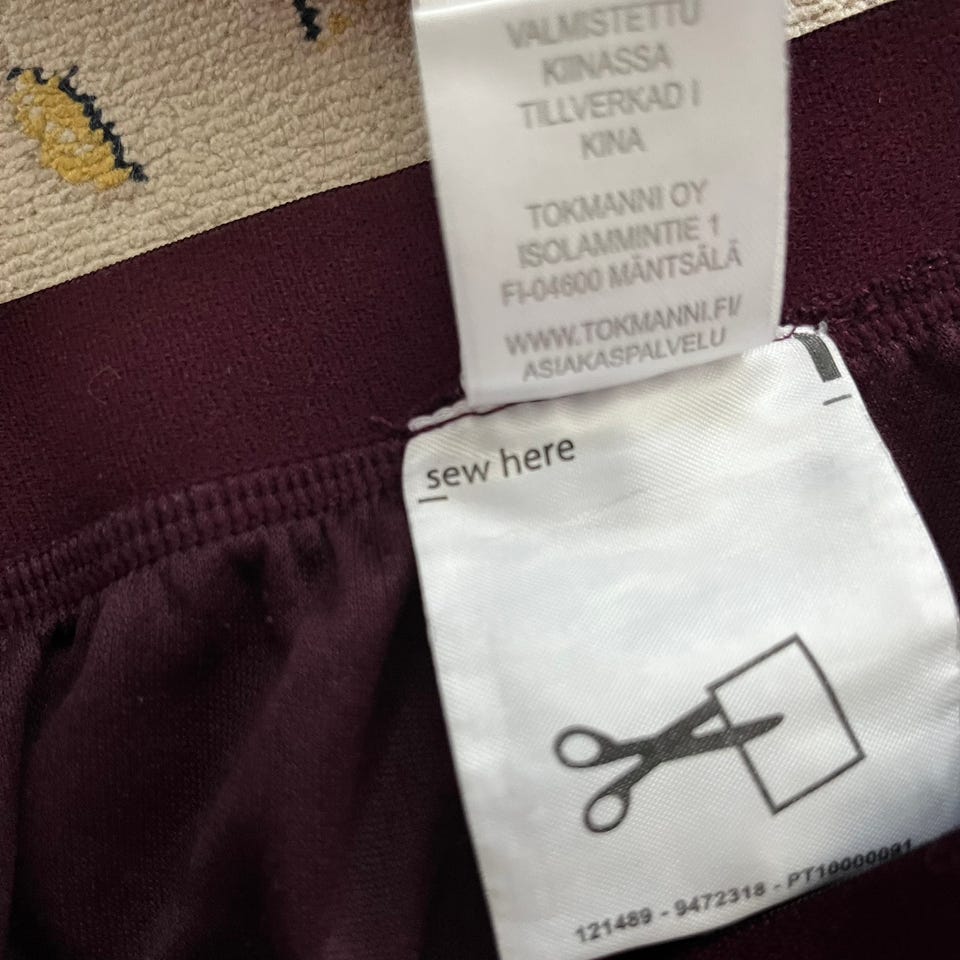 VALMISTETTU
KIINASSA
TILLVERKAD I
KINA
TOKMANNI OY
ISOLAMMINTIE 1
FI-04600 MÄNTSÄLÄ
WWW.TOKMANNI.FI/
ASIAKASPALVELU
sew here
121489 - 9472318 - PT10000091